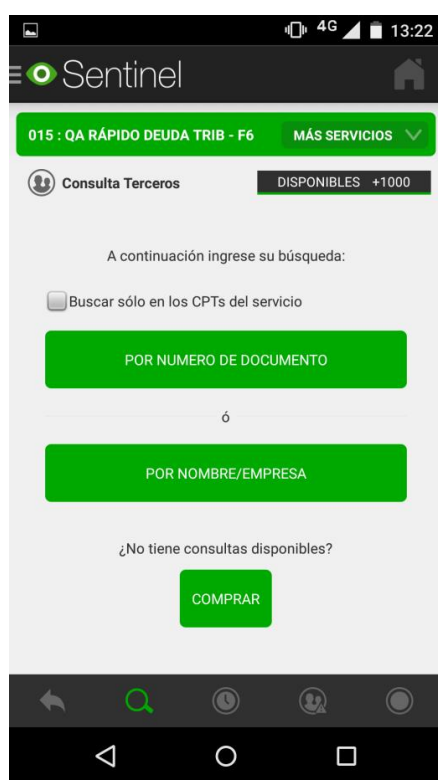 4G 13:22
Sentinel
015 : QA RÁPIDO DEUDA TRIB - F6 MÁS SERVICIOS
Consulta Terceros DISPONIBLES +1000
A continuación ingrese su búsqueda:
Buscar sólo en los CPTs del servicio
POR NUMERO DE DOCUMENTO
ó
POR NOMBRE/EMPRESA
¿No tiene consultas disponibles?
COMPRAR